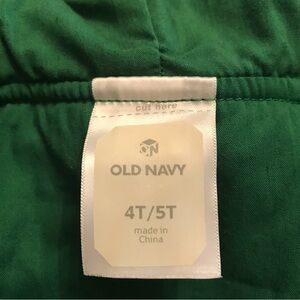 cut here
ON
OLD NAVY
4T/5T
made in
China